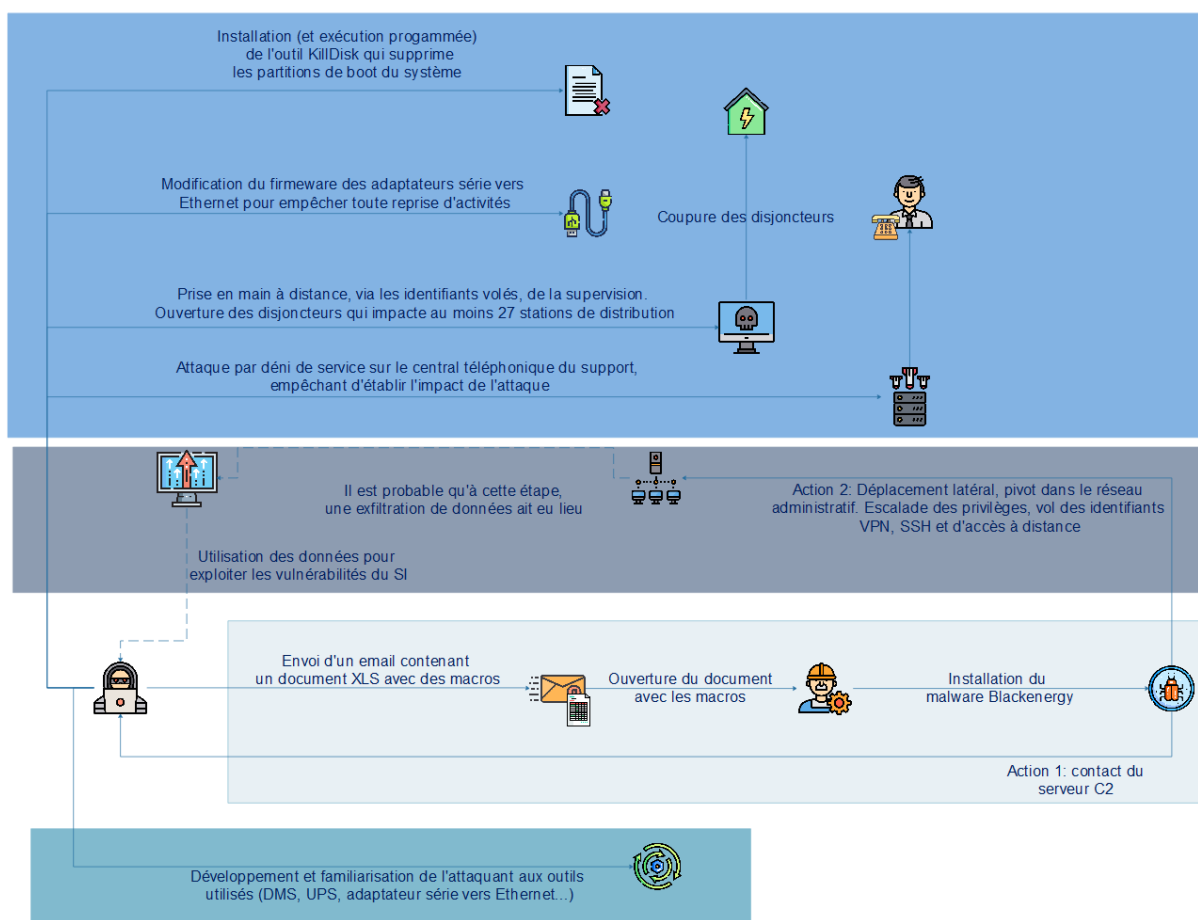 Installation (et exécution progammée)
de l'outil KillDisk qui supprime
les partitions de boot du système
Modification du firmeware des adaptateurs série vers
Ethernet pour empêcher toute reprise d'activités
Coupure des disjoncteurs
Prise en main à distance, via les identifiants volés, de la supervision.
Ouverture des disjoncteurs qui impacte au moins 27 stations de distribution
Attaque par déni de service sur le central téléphonique du support,
empêchant d'établir l'impact de l'attaque
Il est probable qu'à cette étape,
une exfiltration de données ait eu lieu
Action 2: Déplacement latéral, pivot dans le réseau
administratif. Escalade des privilèges, vol des identifiants
VPN, SSH et d'accès à distance
Utilisation des données pour
exploiter les vulnérabilités du SI
Envoi d'un email contenant
un document XLS avec des macros
Ouverture du document
avec les macros
Installation du
malware Blackenergy
Action 1: contact du
serveur C2
Développement et familiarisation de l'attaquant aux outils
utilisés (DMS, UPS, adaptateur série vers Ethernet...)